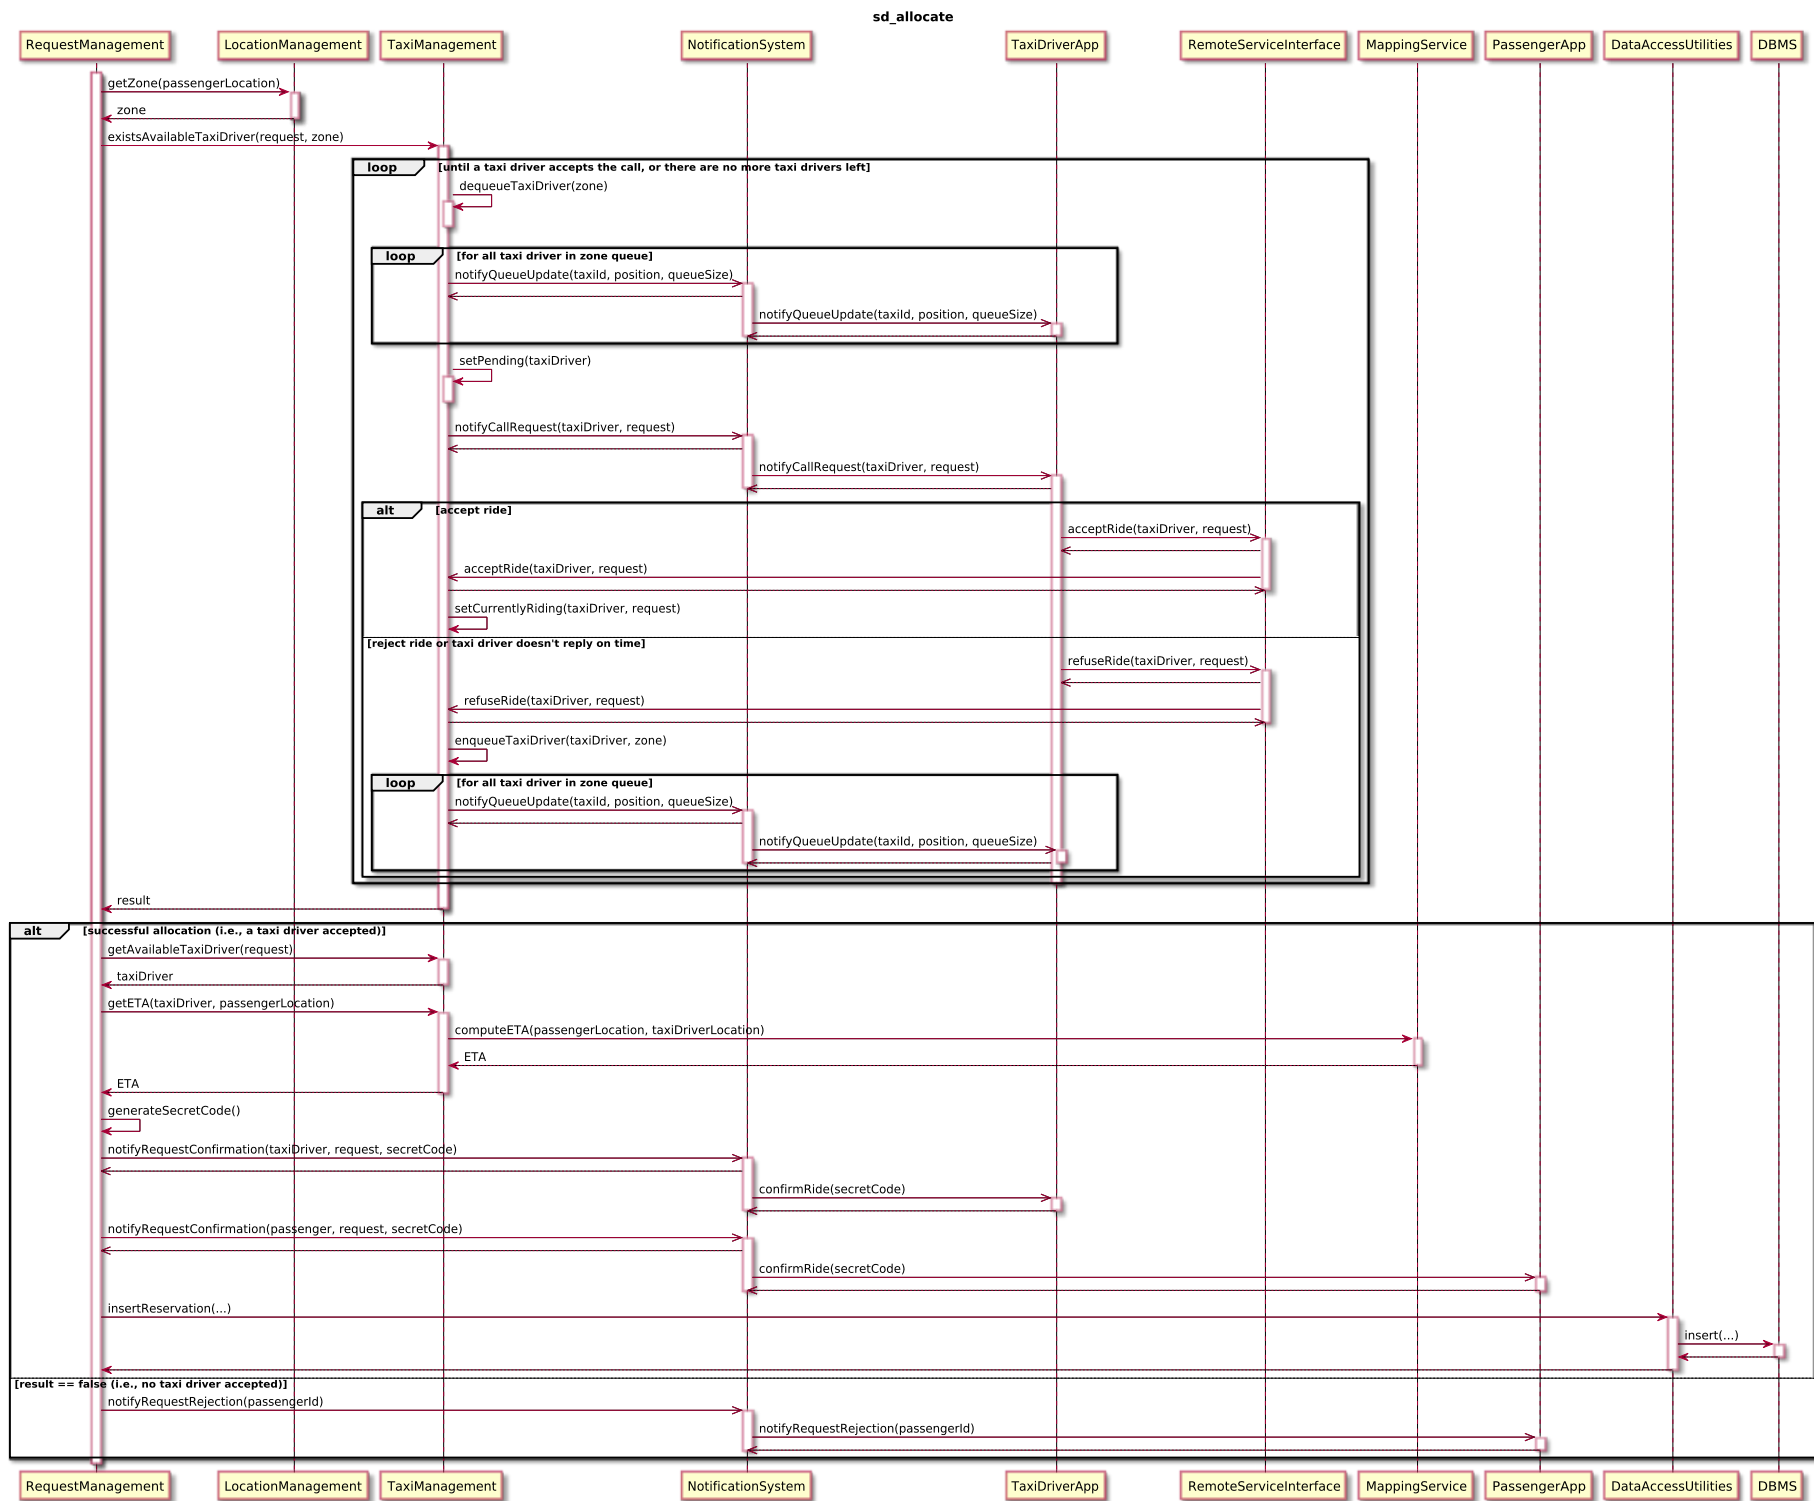 sd_allocate
RequestManagement
LocationManagement
TaxiManagement
NotificationSystem
TaxiDriverApp
RemoteServiceInterface
MappingService
PassengerApp
DataAccessUtilities
DBMS
getZone(passengerLocation)
zone
existsAvailableTaxiDriver(request, zone)
loop [until a taxi driver accepts the call, or there are no more taxi drivers left]
dequeueTaxiDriver(zone)
loop [for all taxi driver in zone queue]
notifyQueueUpdate(taxiId, position, queueSize)
notifyQueueUpdate(taxiId, position, queueSize)
setPending(taxiDriver)
notifyCallRequest(taxiDriver, request)
notifyCallRequest(taxiDriver, request)
alt [accept ride]
acceptRide(taxiDriver, request)
acceptRide(taxiDriver, request)
setCurrentlyRiding(taxiDriver, request)
[reject ride or taxi driver doesn't reply on time]
refuseRide(taxiDriver, request)
refuseRide(taxiDriver, request)
enqueueTaxiDriver(taxiDriver, zone)
loop [for all taxi driver in zone queue]
notifyQueueUpdate(taxiId, position, queueSize)
notifyQueueUpdate(taxiId, position, queueSize)
result
alt [successful allocation (i.e., a taxi driver accepted)]
getAvailableTaxiDriver(request)
taxiDriver
getETA(taxiDriver, passengerLocation)
computeETA(passengerLocation, taxiDriverLocation)
ETA
ETA
generateSecretCode()
notifyRequestConfirmation(taxiDriver, request, secretCode)
confirmRide(secretCode)
notifyRequestConfirmation(passenger, request, secretCode)
confirmRide(secretCode)
insertReservation(...)
insert(...)
[result == false (i.e., no taxi driver accepted)]
notifyRequestRejection(passengerId)
notifyRequestRejection(passengerId)
RequestManagement
LocationManagement
TaxiManagement
NotificationSystem
TaxiDriverApp
RemoteServiceInterface
MappingService
PassengerApp
DataAccessUtilities
DBMS